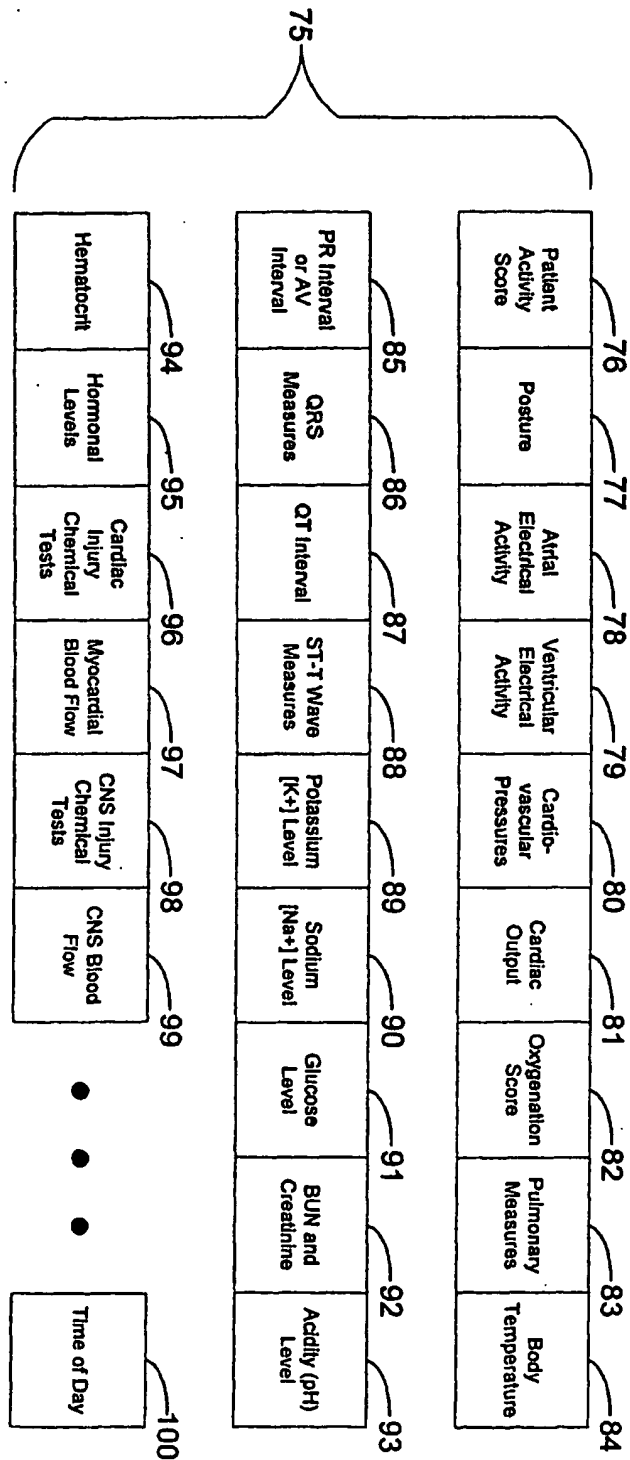 75
76
77
78
79
80
81
82
83
84
Patient
Activity
Score
Posture
Atrial
Electrical
Activity
Ventricular
Electrical
Activity
Cardio-
vascular
Pressures
Cardiac
Output
Oxygenation
Score
Pulmonary
Measures
Body
Temperature
85
86
87
88
89
90
91
92
93
PR Interval
or AV
Interval
QRS
Measures
QT Interval
ST-T Wave
Measures
Potassium
[K+] Level
Sodium
[Na+] Level
Glucose
Level
BUN and
Creatinine
Acidity (pH)
Level
94
95
96
97
98
99
100
Hematocrit
Hormonal
Levels
Cardiac
Injury
Chemical
Tests
Myocardial
Blood Flow
CNS Injury
Chemical
Tests
CNS Blood
Flow
Time of Day